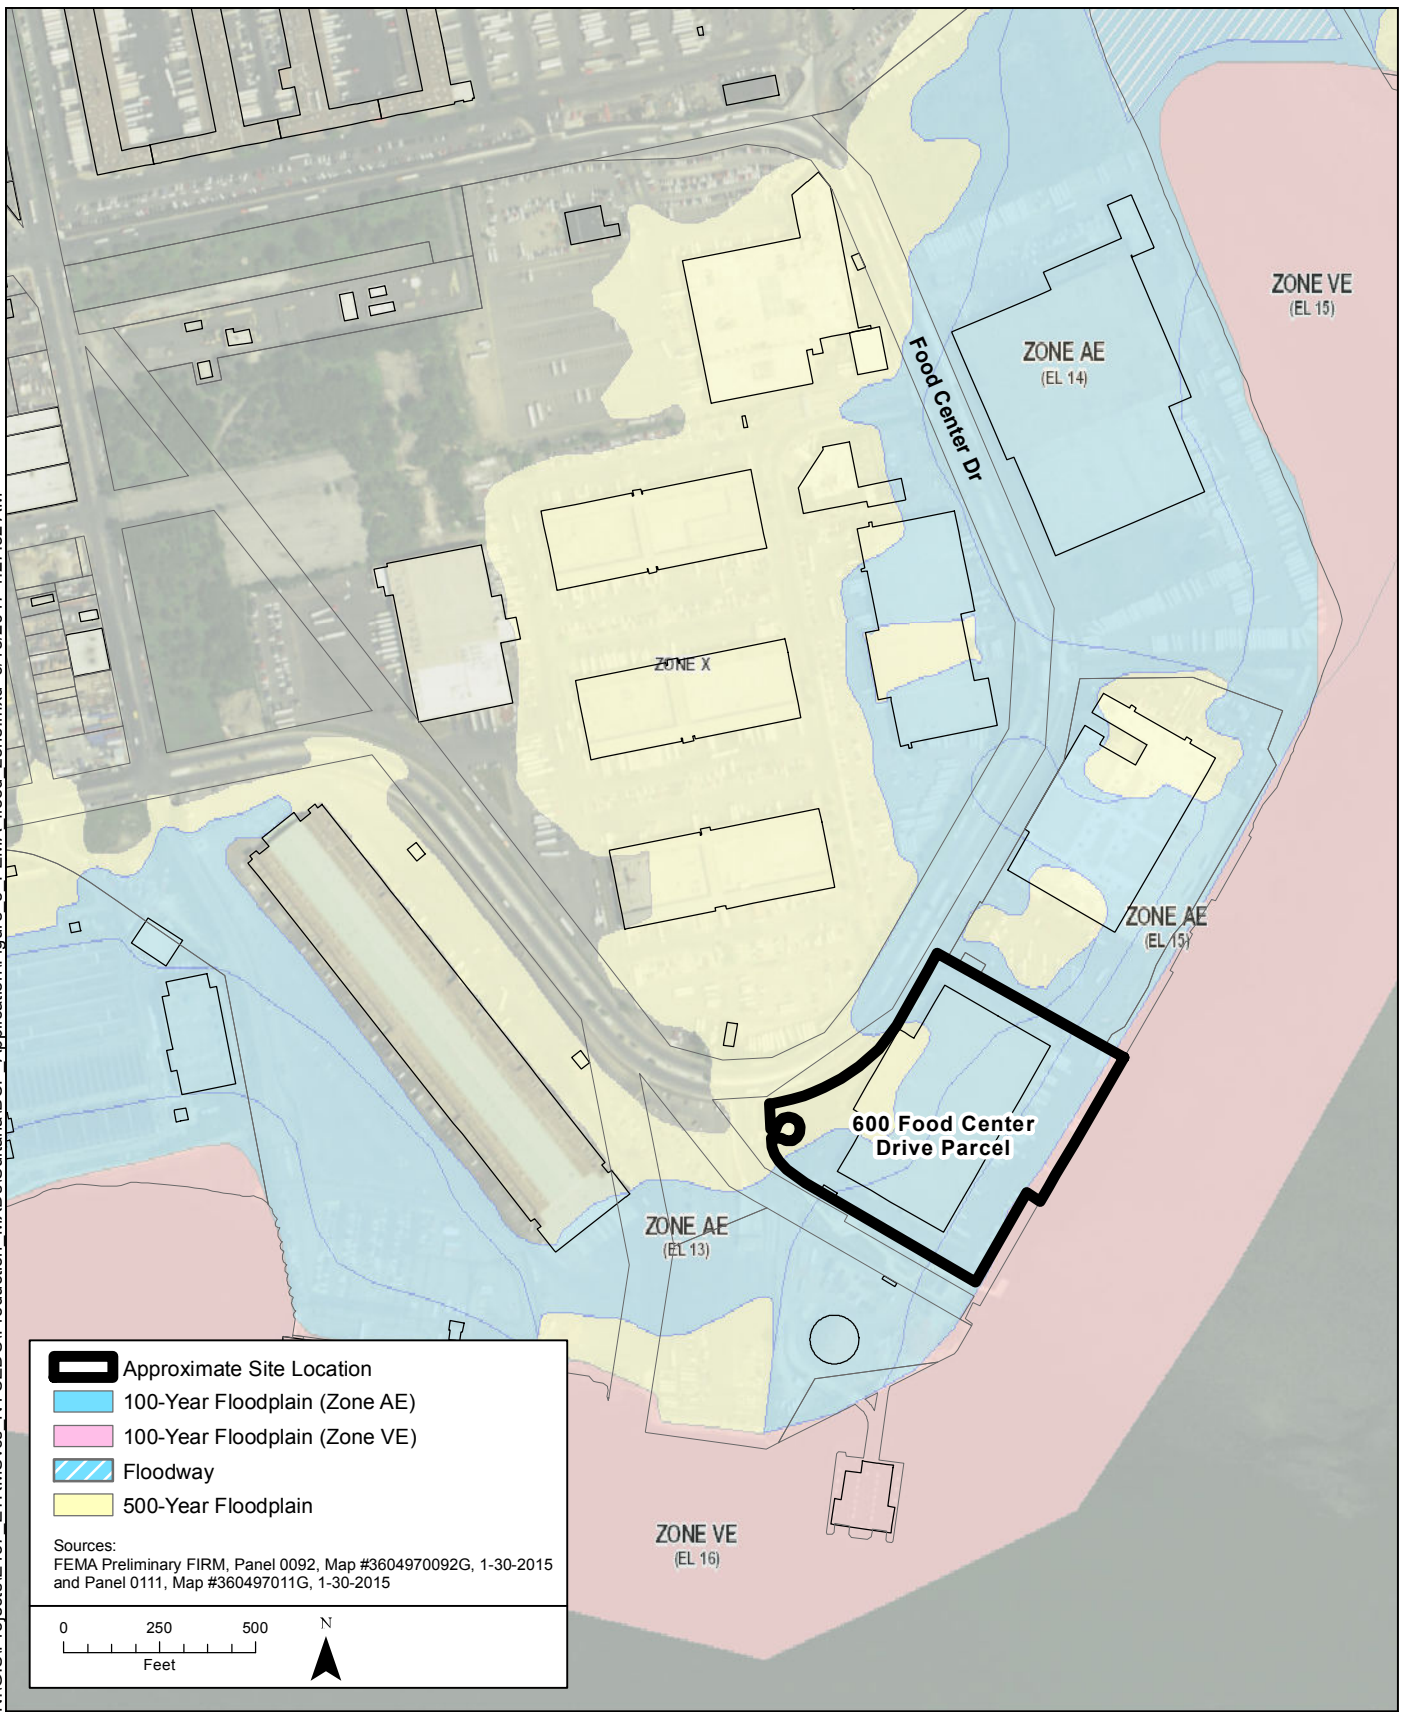 ZONE VE
(EL 15)
ZONE AE
(EL 14)
Food Center Dr
ZONE X
ZONE AE
(EL 15)
600 Food Center
Drive Parcel
ZONE AE
(EL 13)
ZONE VE
(EL 16)
Approximate Site Location
100-Year Floodplain (Zone AE)
100-Year Floodplain (Zone VE)
Floodway
500-Year Floodplain
Sources:
FEMA Preliminary FIRM, Panel 0092, Map #3604970092G, 1-30-2015
and Panel 0111, Map #360497011G, 1-30-2015
0 250 500
Feet
N